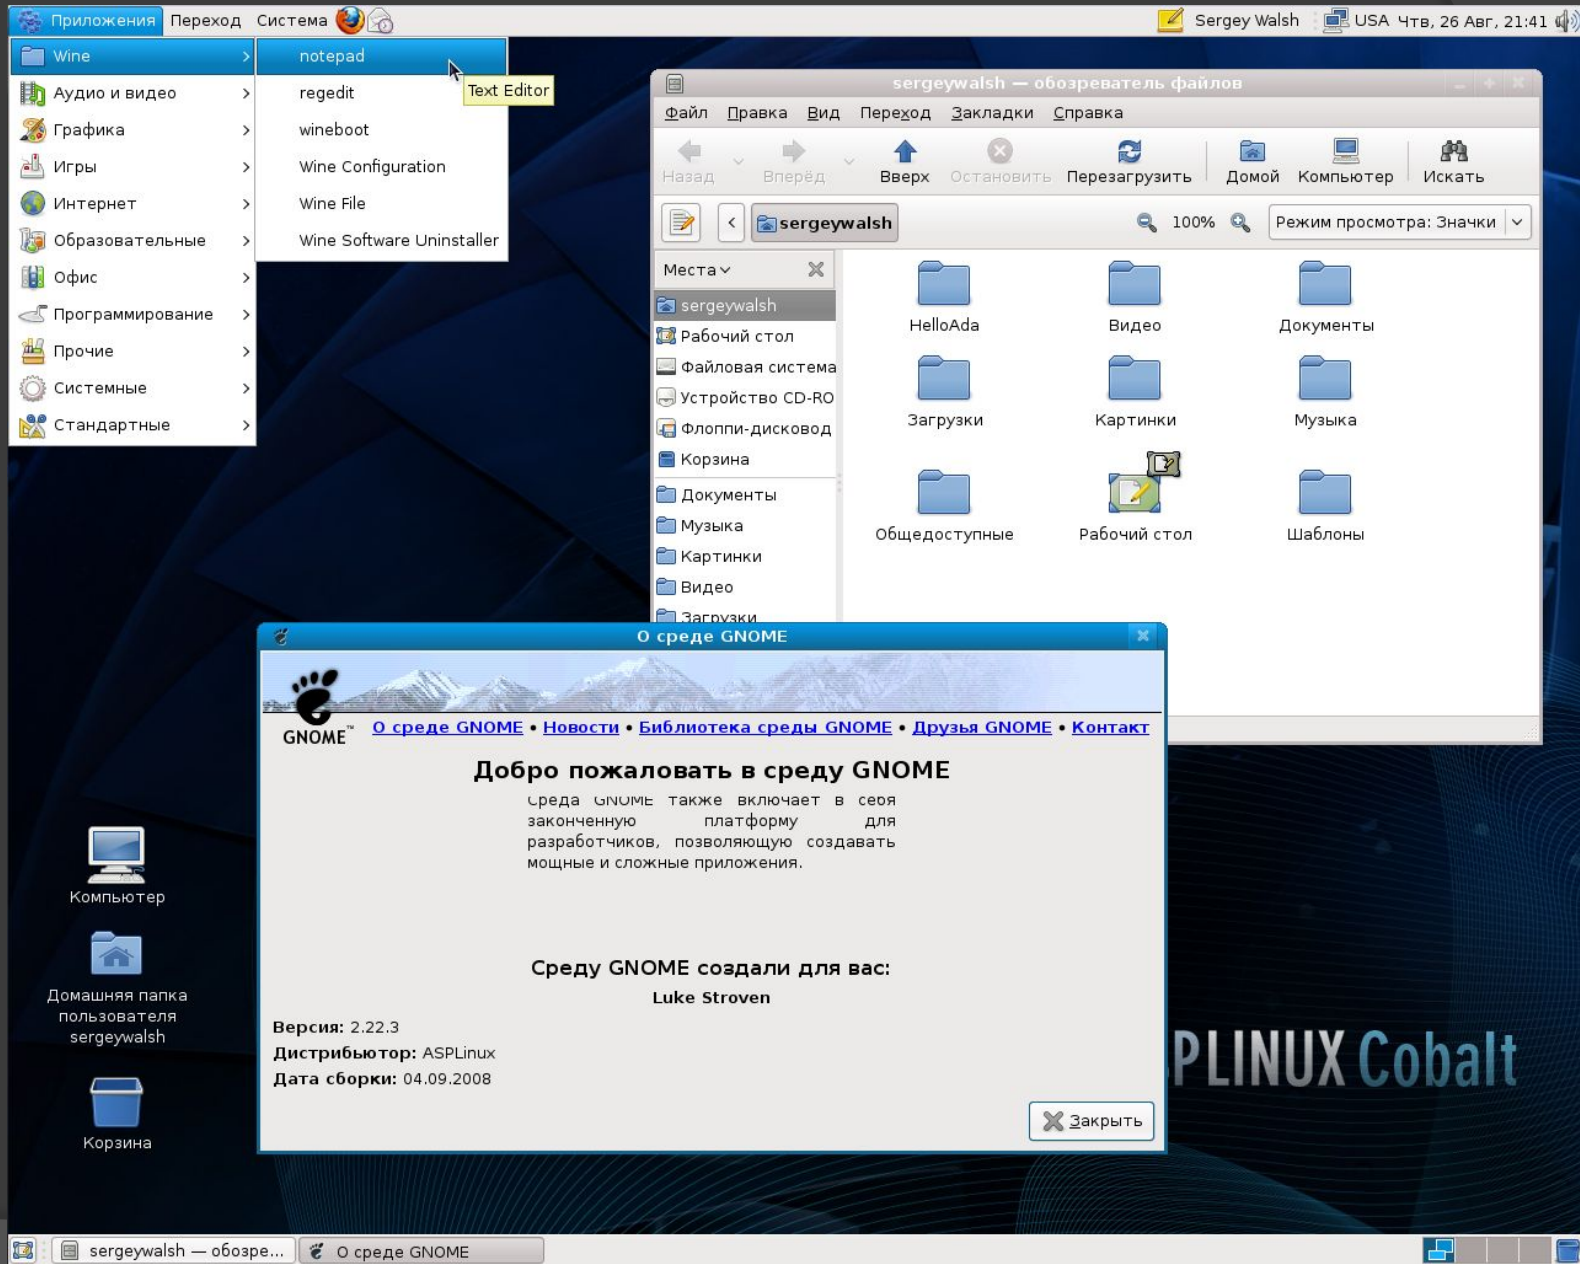 Приложения Переход Система
Sergey Walsh USA Чтв, 26 Авг, 21:41
Wine
Аудио и видео
Графика
Игры
Интернет
Образовательные
Офис
Программирование
Прочие
Системные
Стандартные
notepad
regedit
wineboot
Wine Configuration
Wine File
Wine Software Uninstaller
Text Editor
sergeywalsh — обозреватель файлов
Файл Правка Вид Переход Закладки Справка
Назад Вперёд Вверх Остановить Перезагрузить Домой Компьютер Искать
sergeywalsh 100% Режим просмотра: Значки
Места
sergeywalsh
Рабочий стол
Файловая система
Устройство CD-RO
Флоппи-дисковод
Корзина
Документы
Музыка
Картинки
Видео
Загрузки
HelloAda Видео Документы
Загрузки Картинки Музыка
Общедоступные Рабочий стол Шаблоны
О среде GNOME
GNOME™
О среде GNOME • Новости • Библиотека среды GNOME • Друзья GNOME • Контакт
Добро пожаловать в среду GNOME
Среда GNOME также включает в себя
законченную платформу для
разработчиков, позволяющую создавать
мощные и сложные приложения.
Среду GNOME создали для вас:
Luke Stroven
Версия: 2.22.3
Дистрибьютор: ASPLinux
Дата сборки: 04.09.2008
Закрыть
Компьютер
Домашняя папка
пользователя
sergeywalsh
Корзина
PLINUX Cobalt
sergeywalsh — обозре... О среде GNOME